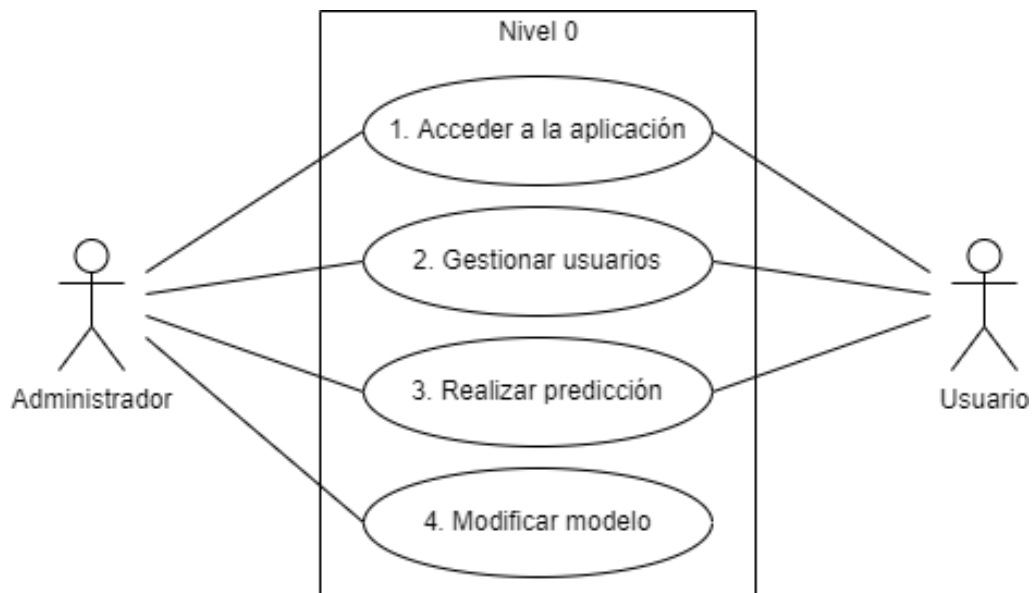 Nivel 0
1. Acceder a la aplicación
2. Gestionar usuarios
3. Realizar predicción
Administrador
Usuario
4. Modificar modelo